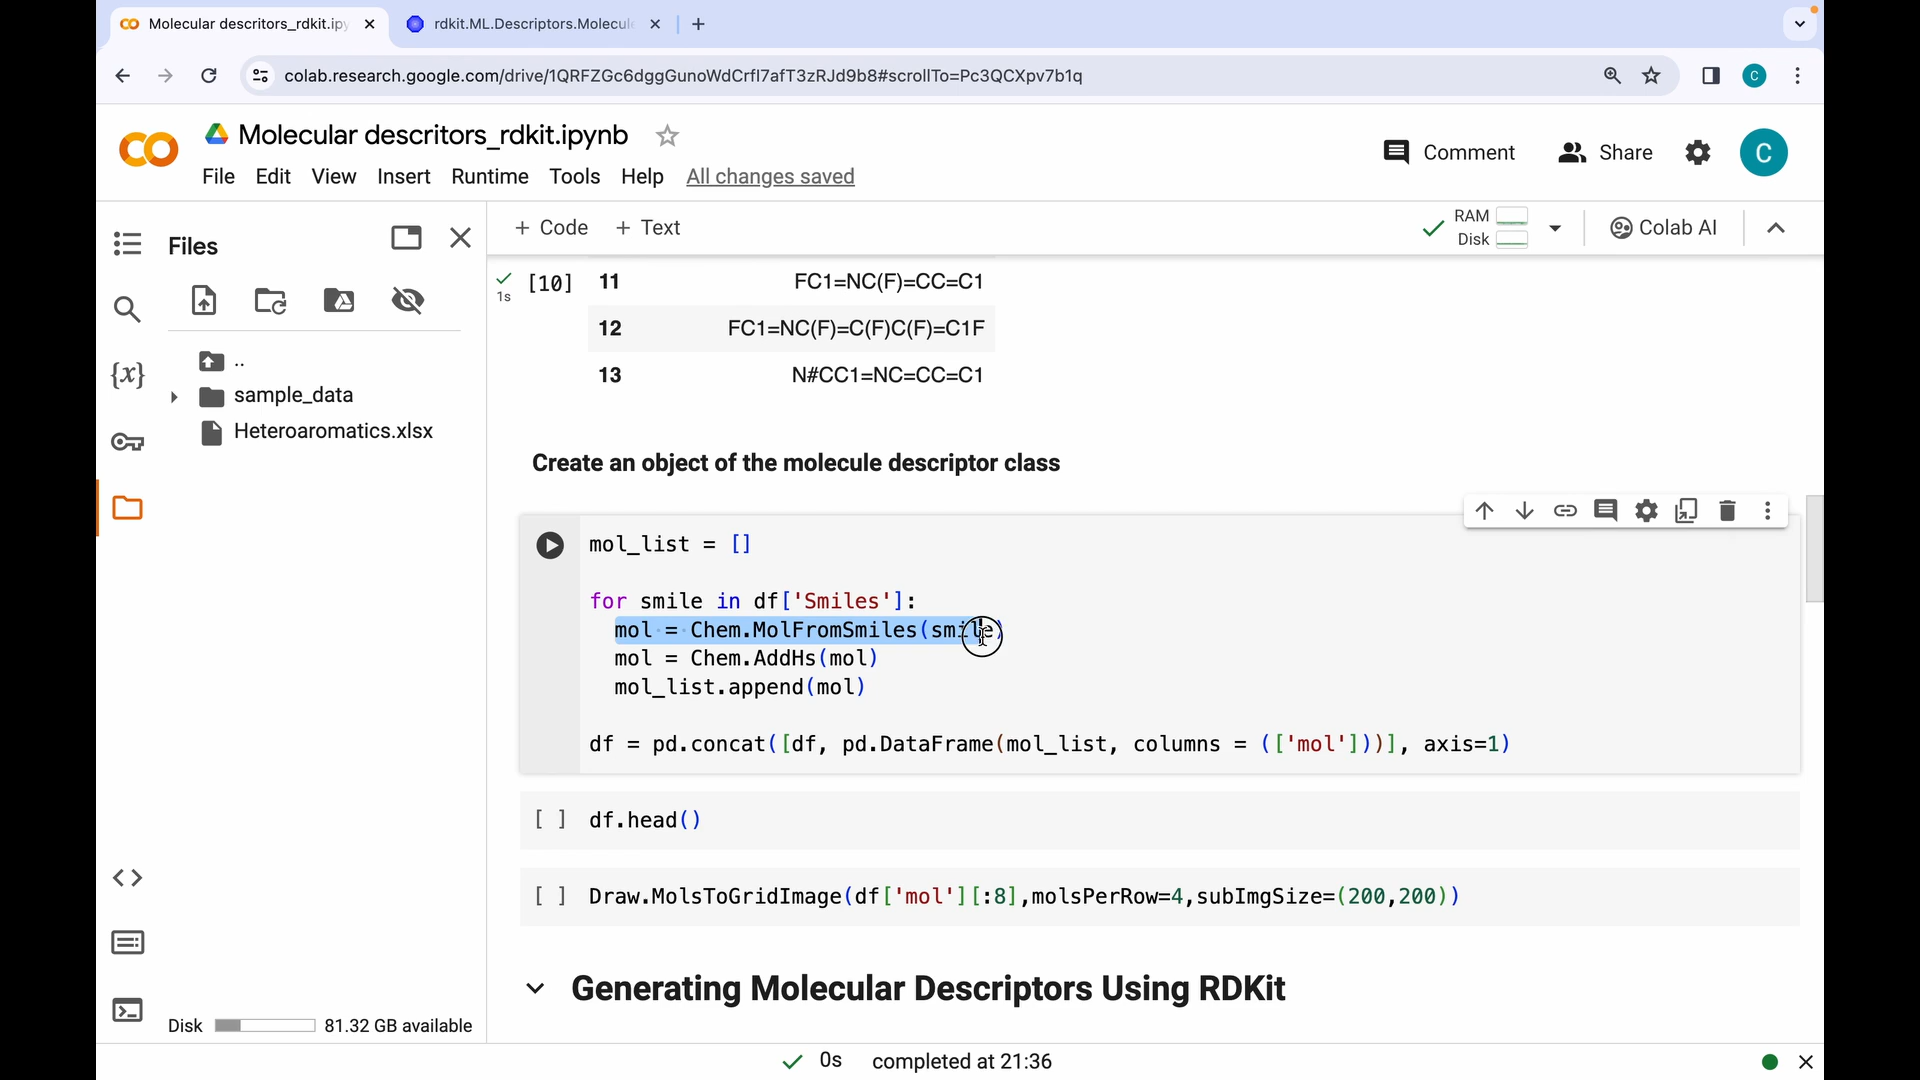 Molecular descritors_rdkit.ipy
rdkit.ML.Descriptors.Molecul
colab.research.google.com/drive/1QRFZGc6dggGunoWdCrfI7afT3zRJd9b8#scrollTo=Pc3QCXpv7b1q
C
Molecular descritors_rdkit.ipynb
File Edit View Insert Runtime Tools Help All changes saved
Comment
Share
C
Files
+ Code + Text
RAM
Disk
Colab AI
..
sample_data
Heteroaromatics.xlsx
{x}
Disk
81.32 GB available
1s
[10]
11 FC1=NC(F)=CC=C1
12 FC1=NC(F)=C(F)C(F)=C1F
13 N#CC1=NC=CC=C1
Create an object of the molecule descriptor class
mol_list = []
for smile in df['Smiles']:
mol = Chem.MolFromSmiles(smile)
mol = Chem.AddHs(mol)
mol_list.append(mol)
df = pd.concat([df, pd.DataFrame(mol_list, columns = (['mol']))], axis=1)
[ ] df.head()
[ ] Draw.MolsToGridImage(df['mol'][:8],molsPerRow=4,subImgSize=(200,200))
Generating Molecular Descriptors Using RDKit
0s completed at 21:36